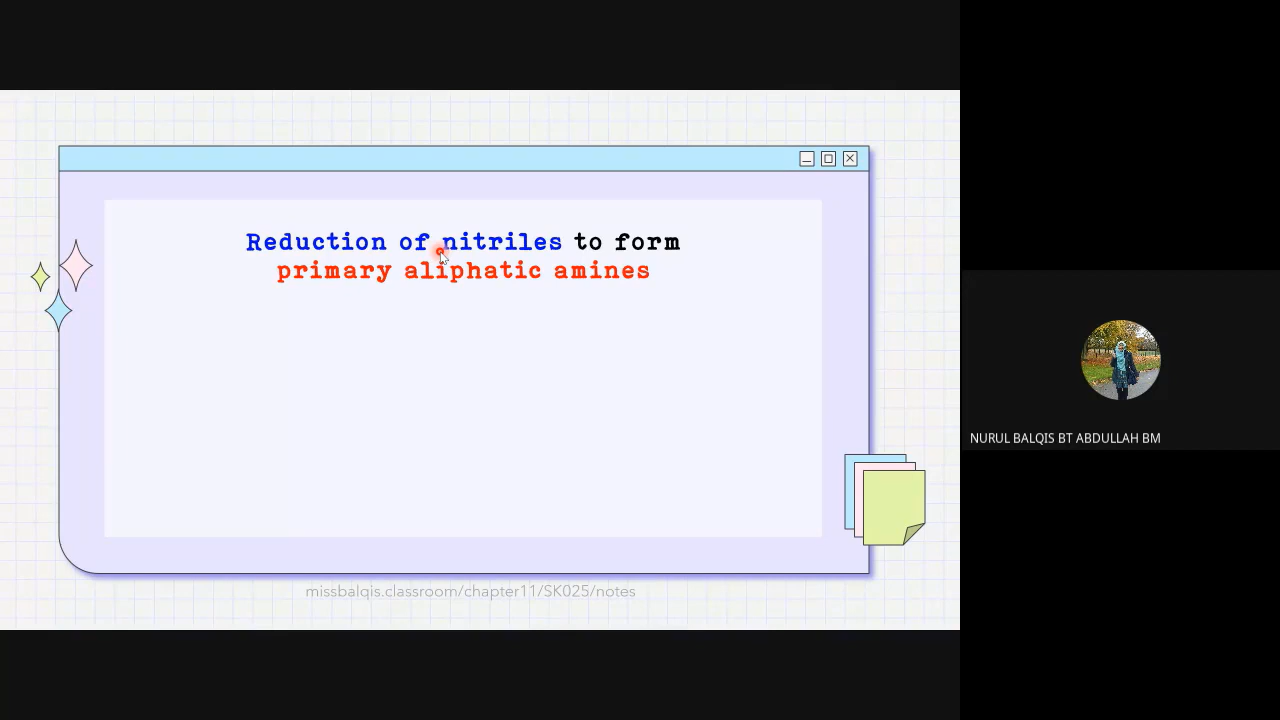 Reduction of nitriles to form
primary aliphatic amines
missbalqis.classroom/chapter11/SK025/notes
NURUL BALQIS BT ABDULLAH BM